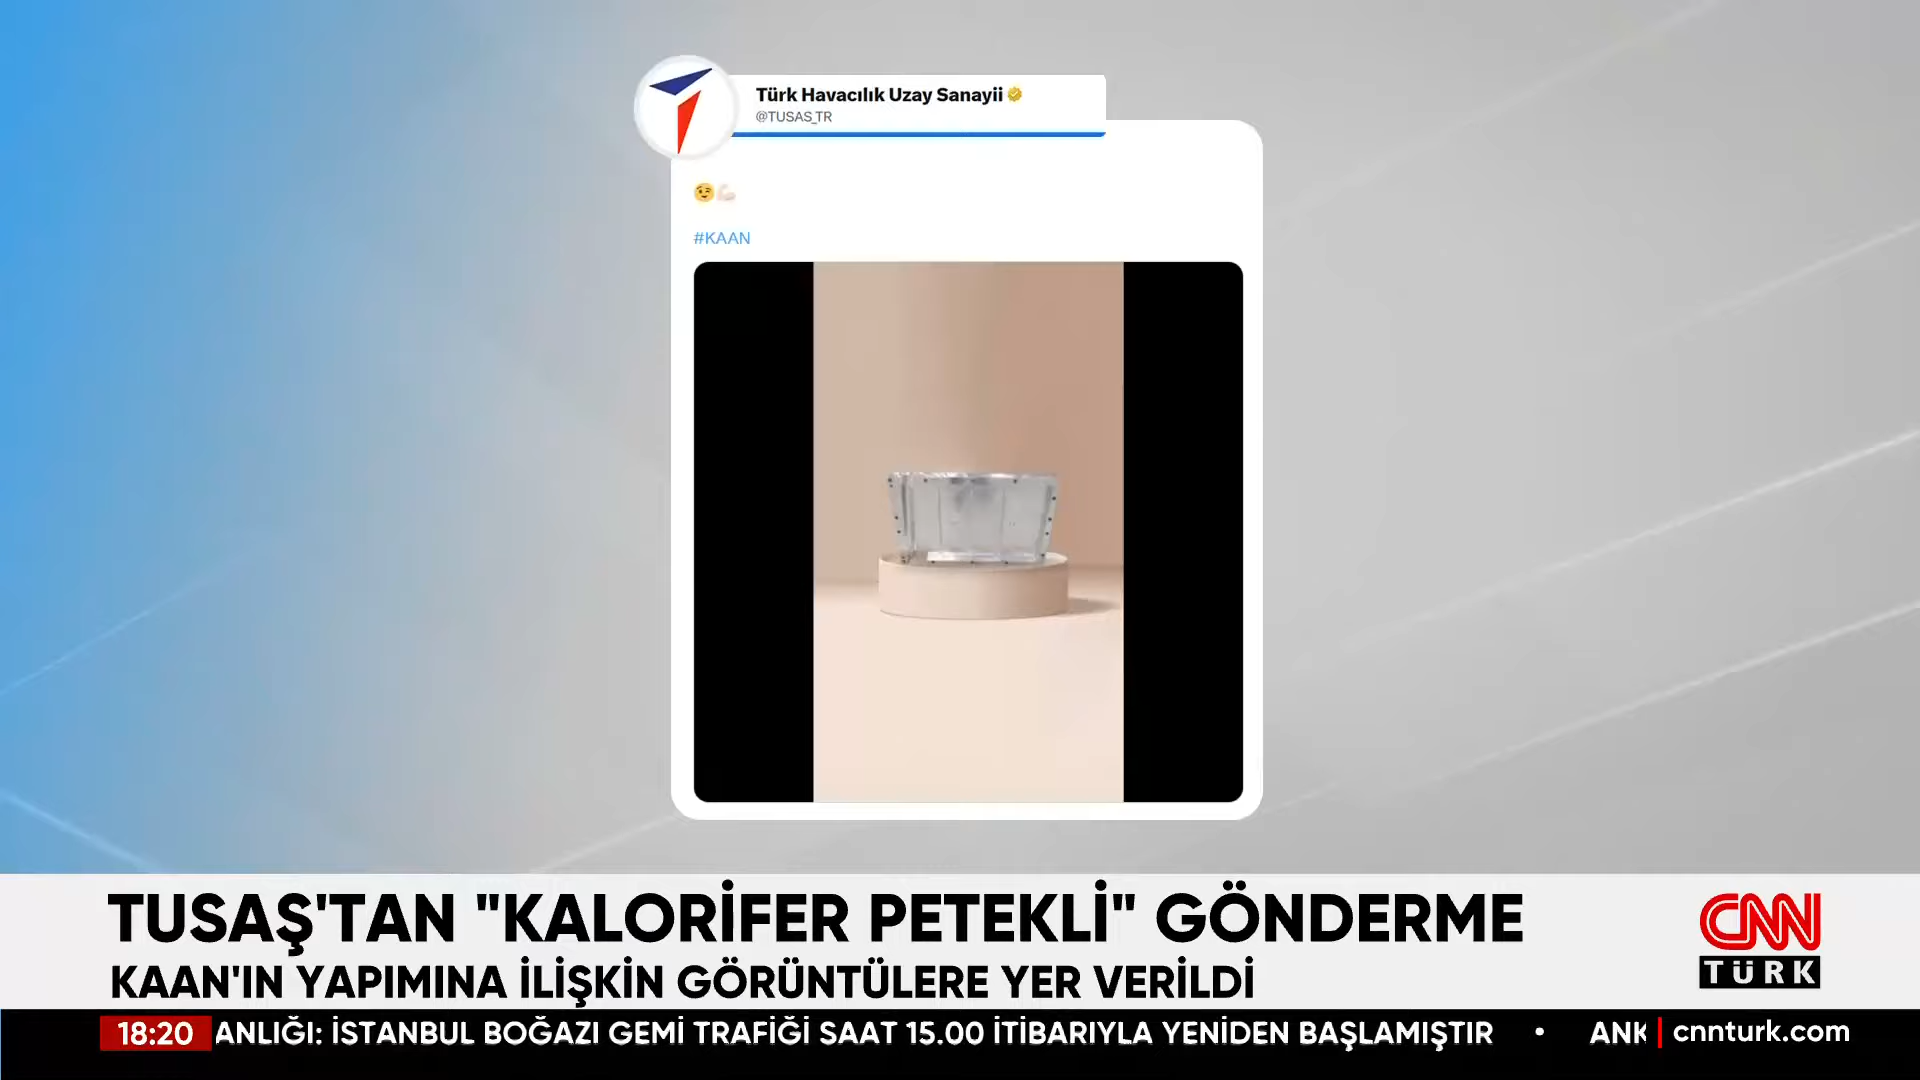 Türk Havacılık Uzay Sanayii
@TUSAS_TR
😉💪🏻
#KAAN
TUSAŞ'TAN "KALORİFER PETEKLİ" GÖNDERME
KAAN'IN YAPIMINA İLİŞKİN GÖRÜNTÜLERE YER VERİLDİ
CNN
TÜRK
18:20 ANLIĞI: İSTANBUL BOĞAZI GEMİ TRAFİĞİ SAAT 15.00 İTİBARIYLA YENİDEN BAŞLAMIŞTIR • ANK cnnturk.com